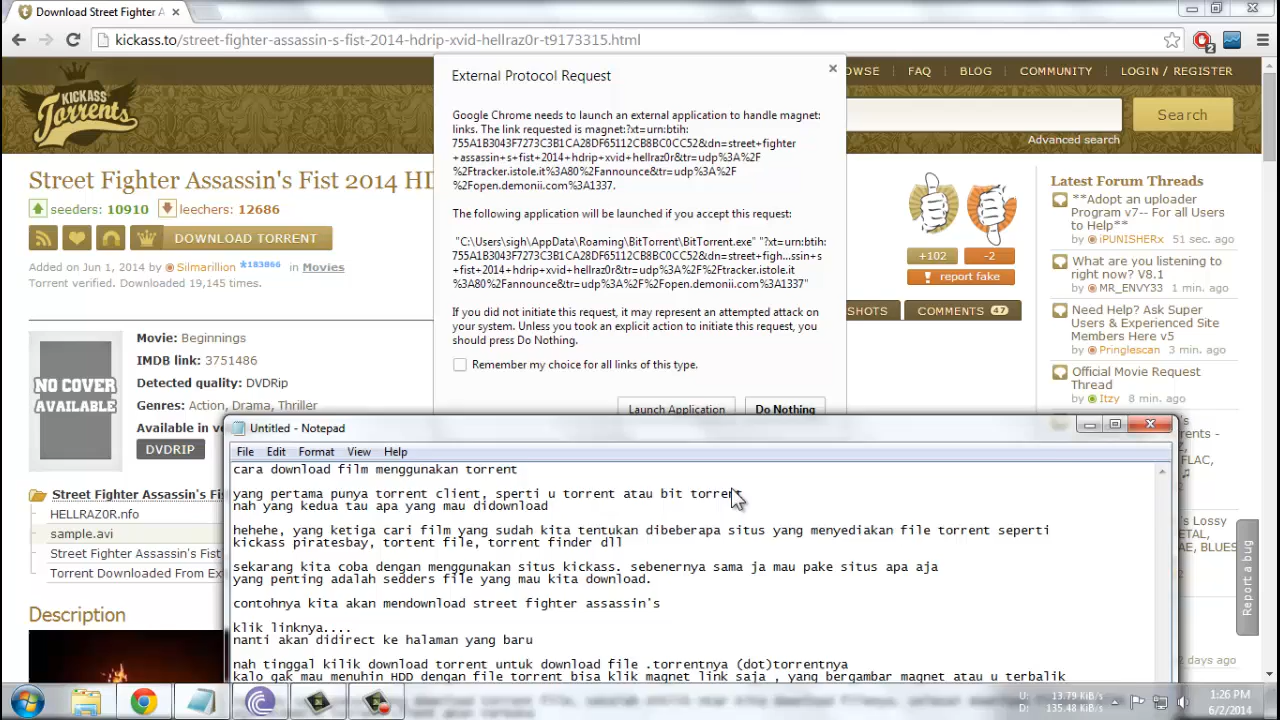 Download Street Fighter A
kickass.to/street-fighter-assassin-s-fist-2014-hdrip-xvid-hellraz0r-t9173315.html
2
KICKASS
Torrents
OWSE FAQ BLOG COMMUNITY LOGIN / REGISTER
Search
Advanced search
Street Fighter Assassin's Fist 2014 HD
seeders: 10910 leechers: 12686
DOWNLOAD TORRENT
Added on Jun 1, 2014 by Silmarillion 183866 in Movies
Torrent verified. Downloaded 19,145 times.
NO COVER
AVAILABLE
Movie: Beginnings
IMDB link: 3751486
Detected quality: DVDRip
Genres: Action, Drama, Thriller
Available in ve
DVDRIP
Street Fighter Assassin's Fi
HELLRAZ0R.nfo
sample.avi
Street Fighter Assassin's Fist
Torrent Downloaded From Ex
Description
External Protocol Request
Google Chrome needs to launch an external application to handle magnet:
links. The link requested is magnet:?xt=urn:btih:
755A1B3043F7273C3B1CA28DF65112CB8BC0CC52&dn=street+fighter
+assassin+s+fist+2014+hdrip+xvid+hellraz0r&tr=udp%3A%2F
%2Ftracker.istole.it%3A80%2Fannounce&tr=udp%3A%2F
%2Fopen.demonii.com%3A1337.
The following application will be launched if you accept this request:
"C:\Users\sigh\AppData\Roaming\BitTorrent\BitTorrent.exe" "?xt=urn:btih:
755A1B3043F7273C3B1CA28DF65112CB8BC0CC52&dn=street+figh...ssin+s
+fist+2014+hdrip+xvid+hellraz0r&tr=udp%3A%2F%2Ftracker.istole.it
%3A80%2Fannounce&tr=udp%3A%2F%2Fopen.demonii.com%3A1337"
If you did not initiate this request, it may represent an attempted attack on
your system. Unless you took an explicit action to initiate this request, you
should press Do Nothing.
Remember my choice for all links of this type.
Launch Application Do Nothing
+102 -2
report fake
SHOTS COMMENTS 47
Latest Forum Threads
**Adopt an uploader
Program v7-- For all Users
to Help**
by iPUNISHERx 51 sec. ago
What are you listening to
right now? V8.1
by MR_ENVY33 1 min. ago
Need Help? Ask Super
Users & Experienced Site
Members Here v5
by Pringlescan 3 min. ago
Official Movie Request
Thread
by Itzy 8 min. ago
s Lossy
AE, BLUES
days ago
Report a bug
Untitled - Notepad
File Edit Format View Help
cara download film menggunakan torrent
yang pertama punya torrent client, sperti u torrent atau bit torrent
nah yang kedua tau apa yang mau didownload
hehehe, yang ketiga cari film yang sudah kita tentukan dibeberapa situs yang menyediakan file torrent seperti
kickass piratesbay, tortent file, torrent finder dll
sekarang kita coba dengan menggunakan situs kickass. sebenernya sama ja mau pake situs apa aja
yang penting adalah sedders file yang mau kita download.
contohnya kita akan mendownload street fighter assassin's
klik linknya....
nanti akan didirect ke halaman yang baru
nah tinggal kilik download torrent untuk download file .torrentnya (dot)torrentnya
kalo gak mau menuhin HDD dengan file torrent bisa klik magnet link saja , yang bergambar magnet atau u terbalik
U: 13.79 KiB/s
D: 135.48 KiB/s
1:26 PM
6/2/2014